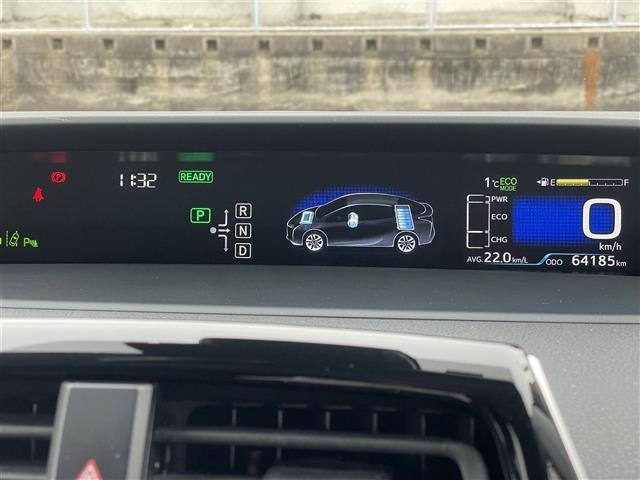 P
11:32
READY
P
R
N
D
P
1℃ ECO MODE
E F
PWR
ECO
CHG
0
km/h
AVG. 22.0 km/L ODO 64185 km